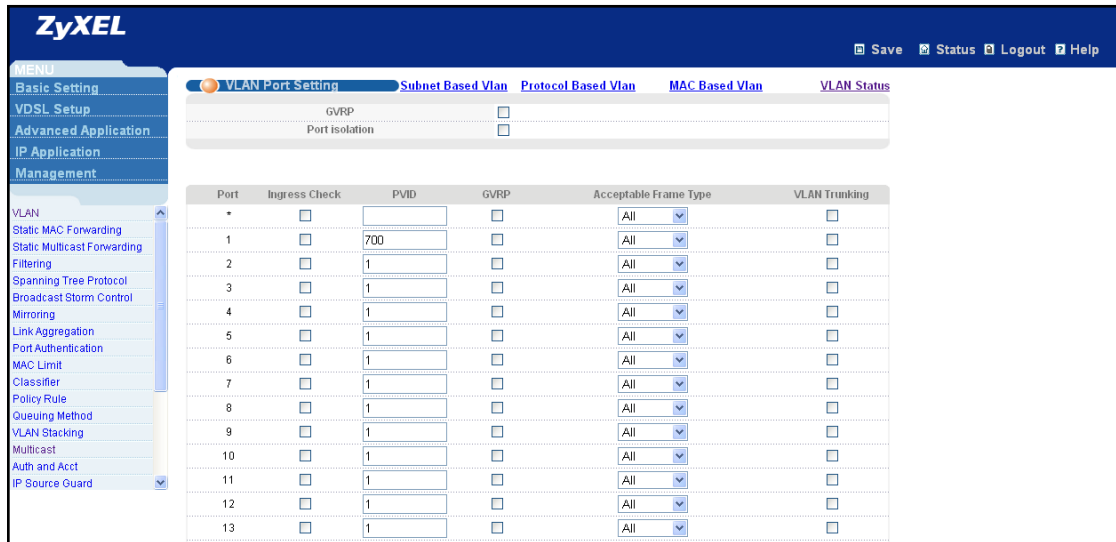 ZyXEL
Save Status Logout Help
MENU
Basic Setting
VDSL Setup
Advanced Application
IP Application
Management
VLAN
Static MAC Forwarding
Static Multicast Forwarding
Filtering
Spanning Tree Protocol
Broadcast Storm Control
Mirroring
Link Aggregation
Port Authentication
MAC Limit
Classifier
Policy Rule
Queuing Method
VLAN Stacking
Multicast
Auth and Acct
IP Source Guard
VLAN Port Setting Subnet Based Vlan Protocol Based Vlan MAC Based Vlan VLAN Status
GVRP
Port isolation
Port Ingress Check PVID GVRP Acceptable Frame Type VLAN Trunking
* All
1 700 All
2 1 All
3 1 All
4 1 All
5 1 All
6 1 All
7 1 All
8 1 All
9 1 All
10 1 All
11 1 All
12 1 All
13 1 All